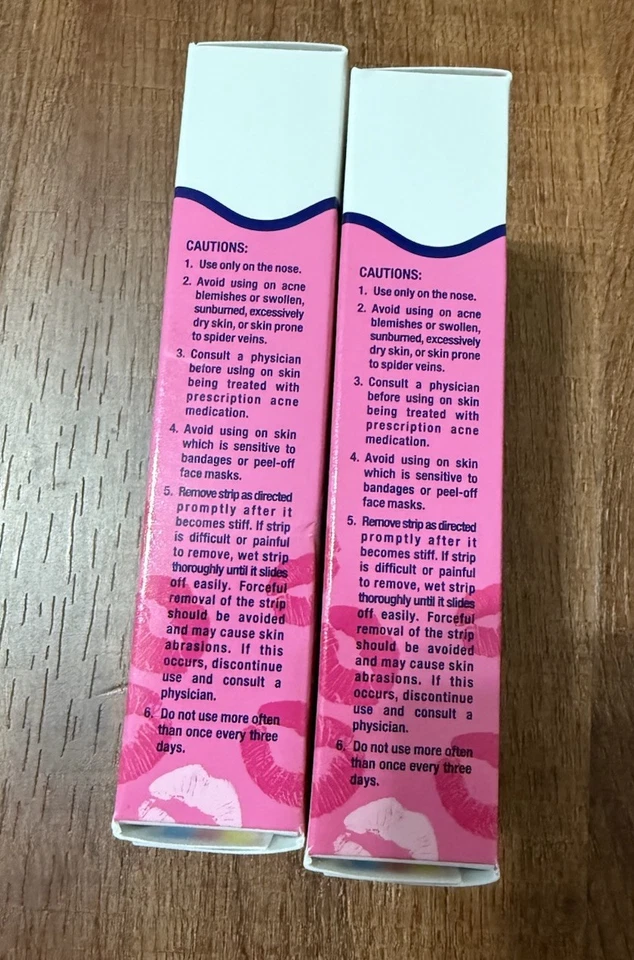 CAUTIONS:
1. Use only on the nose.
2. Avoid using on acne
blemishes or swollen,
sunburned, excessively
dry skin, or skin prone
to spider veins.
3. Consult a physician
before using on skin
being treated with
prescription acne
medication.
4. Avoid using on skin
which is sensitive to
bandages or peel-off
face masks.
5. Remove strip as directed
promptly after it
becomes stiff. If strip
is difficult or painful
to remove, wet strip
thoroughly until it slides
off easily. Forceful
removal of the strip
should be avoided
and may cause skin
abrasions. If this
occurs, discontinue
use and consult a
physician.
6. Do not use more often
than once every three
days.
CAUTIONS:
1. Use only on the nose.
2. Avoid using on acne
blemishes or swollen,
sunburned, excessively
dry skin, or skin prone
to spider veins.
3. Consult a physician
before using on skin
being treated with
prescription acne
medication.
4. Avoid using on skin
which is sensitive to
bandages or peel-off
face masks.
5. Remove strip as directed
promptly after it
becomes stiff. If strip
is difficult or painful
to remove, wet strip
thoroughly until it slides
off easily. Forceful
removal of the strip
should be avoided
and may cause skin
abrasions. If this
occurs, discontinue
use and consult a
physician.
6. Do not use more often
than once every three
days.